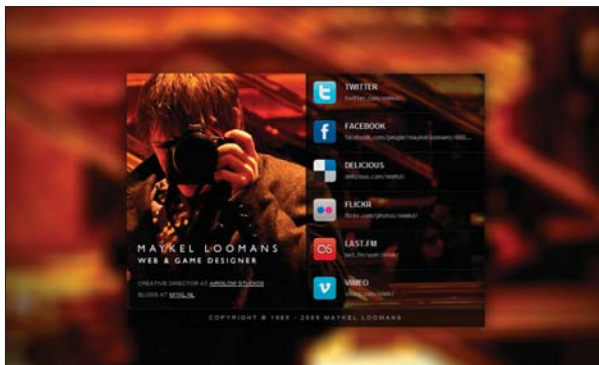 MAYKEL LOOMANS
WEB & GAME DESIGNER
CREATIVE DIRECTOR AT AIRGLOW STUDIOS
BLOGS AT MYKL.NL
TWITTER
FACEBOOK
DELICIOUS
FLICKR
LAST.FM
VIMEO
COPYRIGHT © 1985 - 2009 MAYKEL LOOMANS